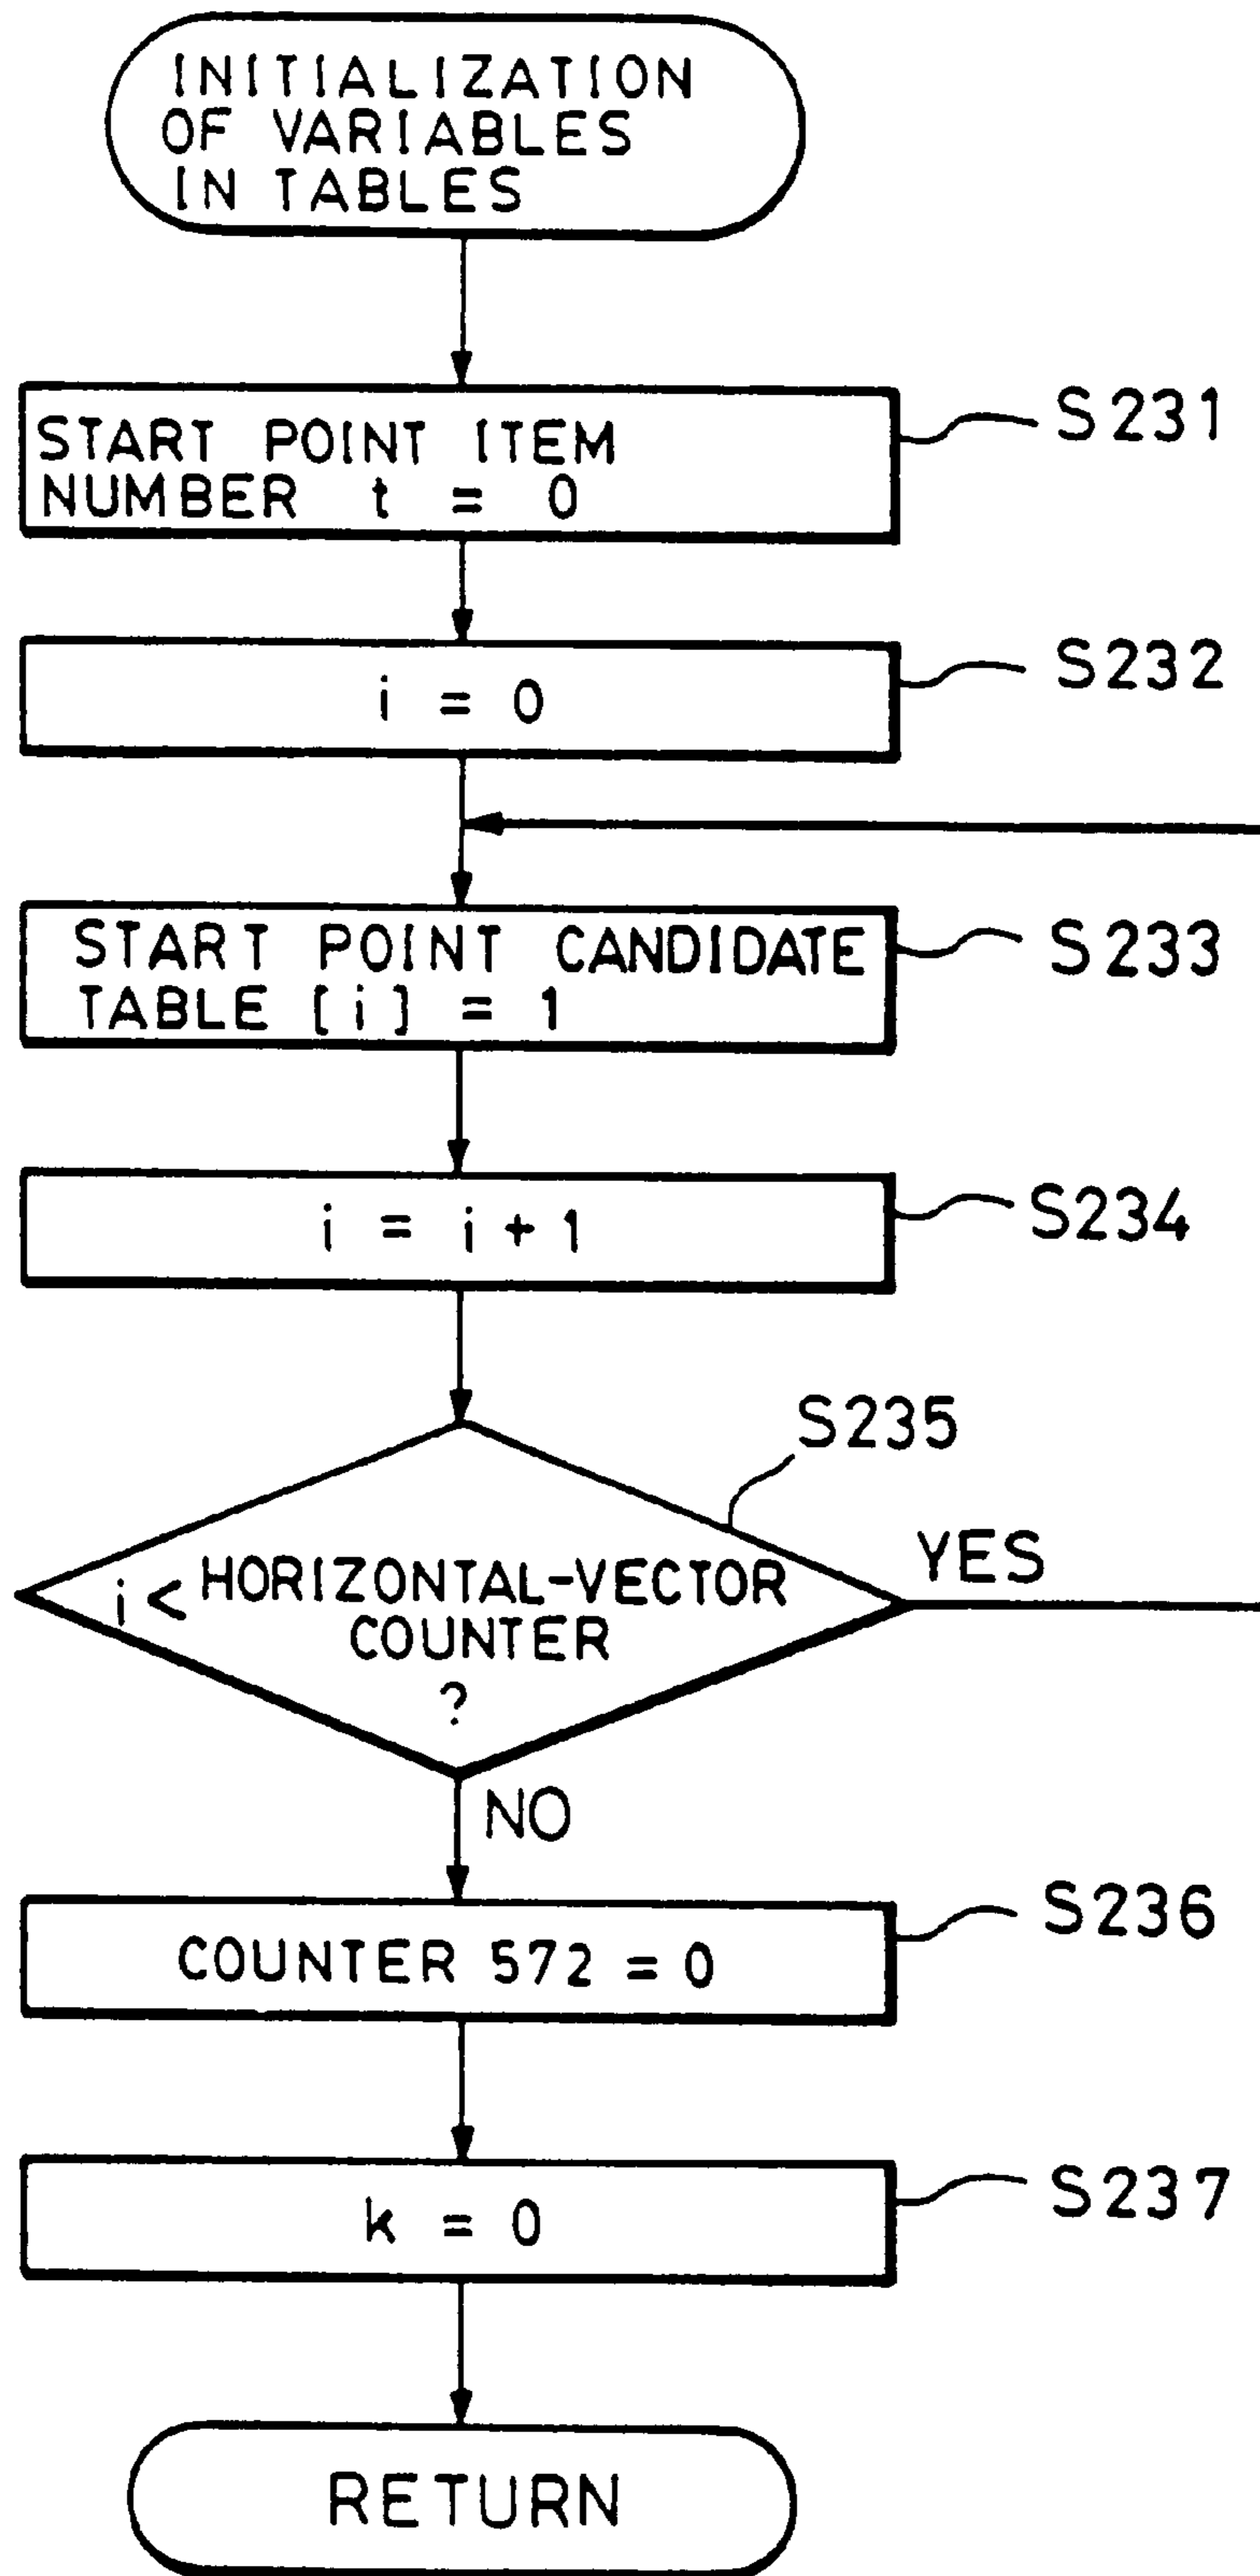 INITIALIZATION
OF VARIABLES
IN TABLES
START POINT ITEM
NUMBER t = 0
S231
i = 0
S232
START POINT CANDIDATE
TABLE [i] = 1
S233
i = i + 1
S234
S235
i < HORIZONTAL-VECTOR
COUNTER
?
YES
NO
COUNTER 572 = 0
S236
k = 0
S237
RETURN